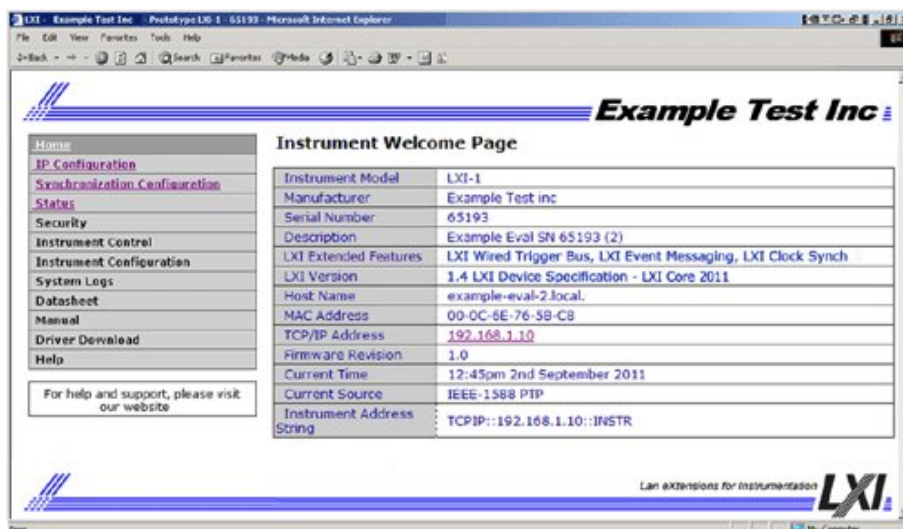 LXI - Example Test Inc - Prototype LXI-1 - 65193 - Microsoft Internet Explorer
File Edit View Favorites Tools Help
Back Search Favorites Media
Example Test Inc
Home
IP Configuration
Synchronization Configuration
Status
Security
Instrument Control
Instrument Configuration
System Logs
Datasheet
Manual
Driver Download
Help
For help and support, please visit
our website
Instrument Welcome Page
Instrument Model LXI-1
Manufacturer Example Test inc
Serial Number 65193
Description Example Eval SN 65193 (2)
LXI Extended Features LXI Wired Trigger Bus, LXI Event Messaging, LXI Clock Synch
LXI Version 1.4 LXI Device Specification - LXI Core 2011
Host Name example-eval-2.local.
MAC Address 00-0C-6E-76-5B-C8
TCP/IP Address 192.168.1.10
Firmware Revision 1.0
Current Time 12:45pm 2nd September 2011
Current Source IEEE-1588 PTP
Instrument Address
String TCPIP::192.168.1.10::INSTR
Lan eXtensions for Instrumentation LXI
My Computer